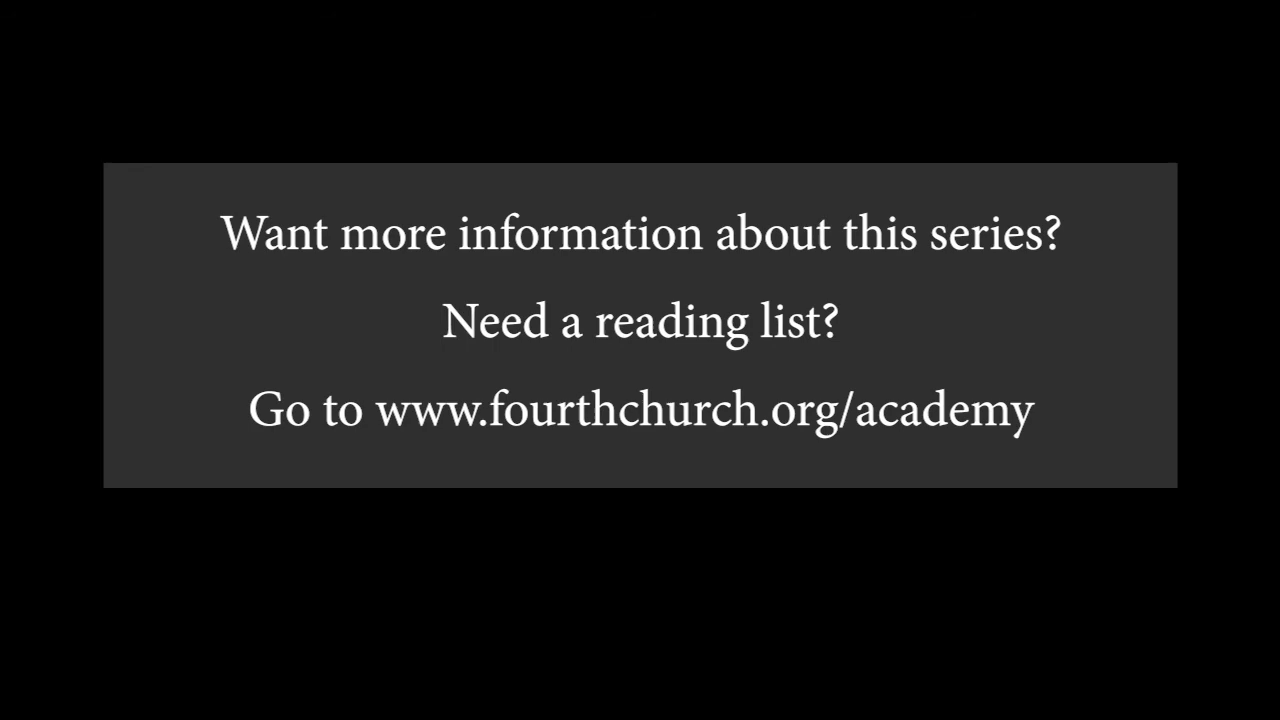 Want more information about this series?
Need a reading list?
Go to www.fourthchurch.org/academy